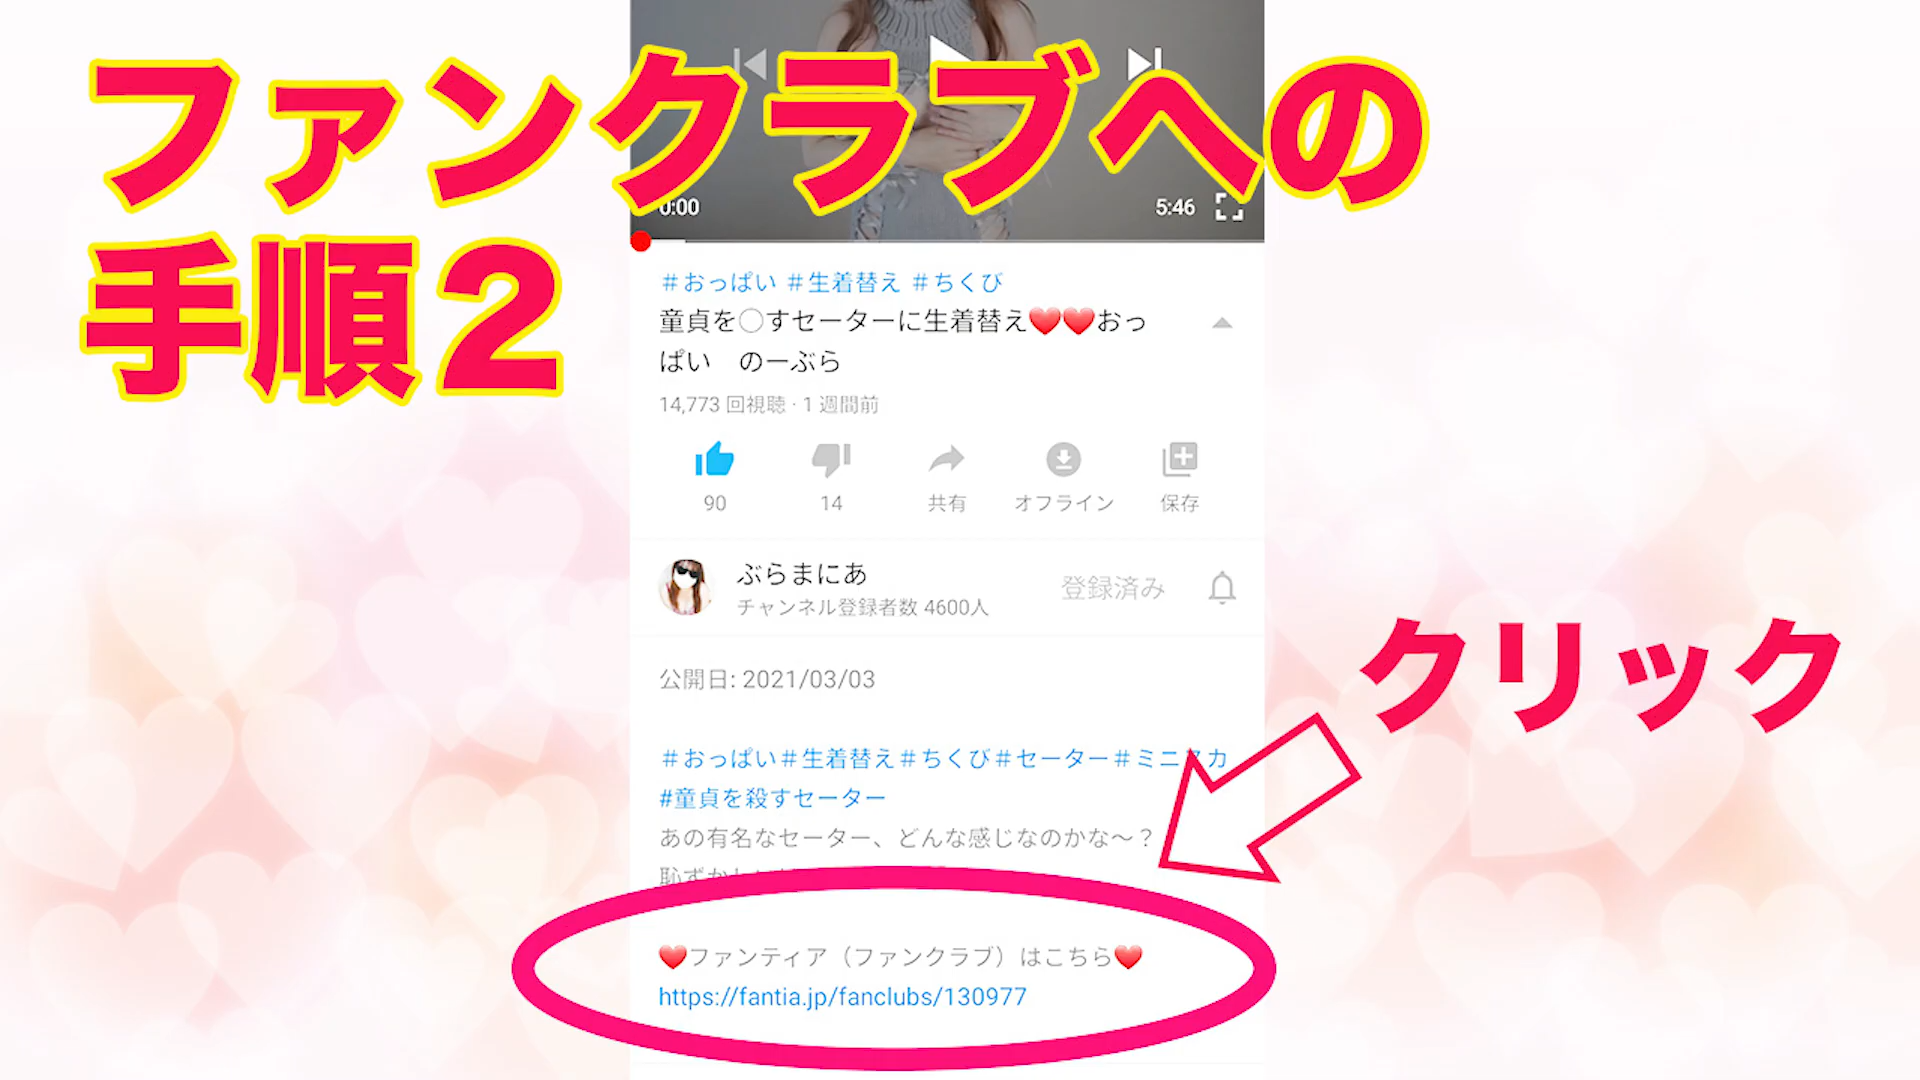 ファンクラブへの
手順2
0:00
5:46
#おっぱい #生着替え #ちくび
童貞を◯すセーターに生着替え❤️❤️おっ
ぱい　のーぶら
14,773 回視聴 · 1 週間前
90
14
共有
オフライン
保存
ぶらまにあ
チャンネル登録者数 4600人
登録済み
公開日: 2021/03/03
クリック
#おっぱい#生着替え#ちくび#セーター#ミニスカ
#童貞を殺すセーター
あの有名なセーター、どんな感じなのかな〜？
❤️ファンティア（ファンクラブ）はこちら❤️
https://fantia.jp/fanclubs/130977